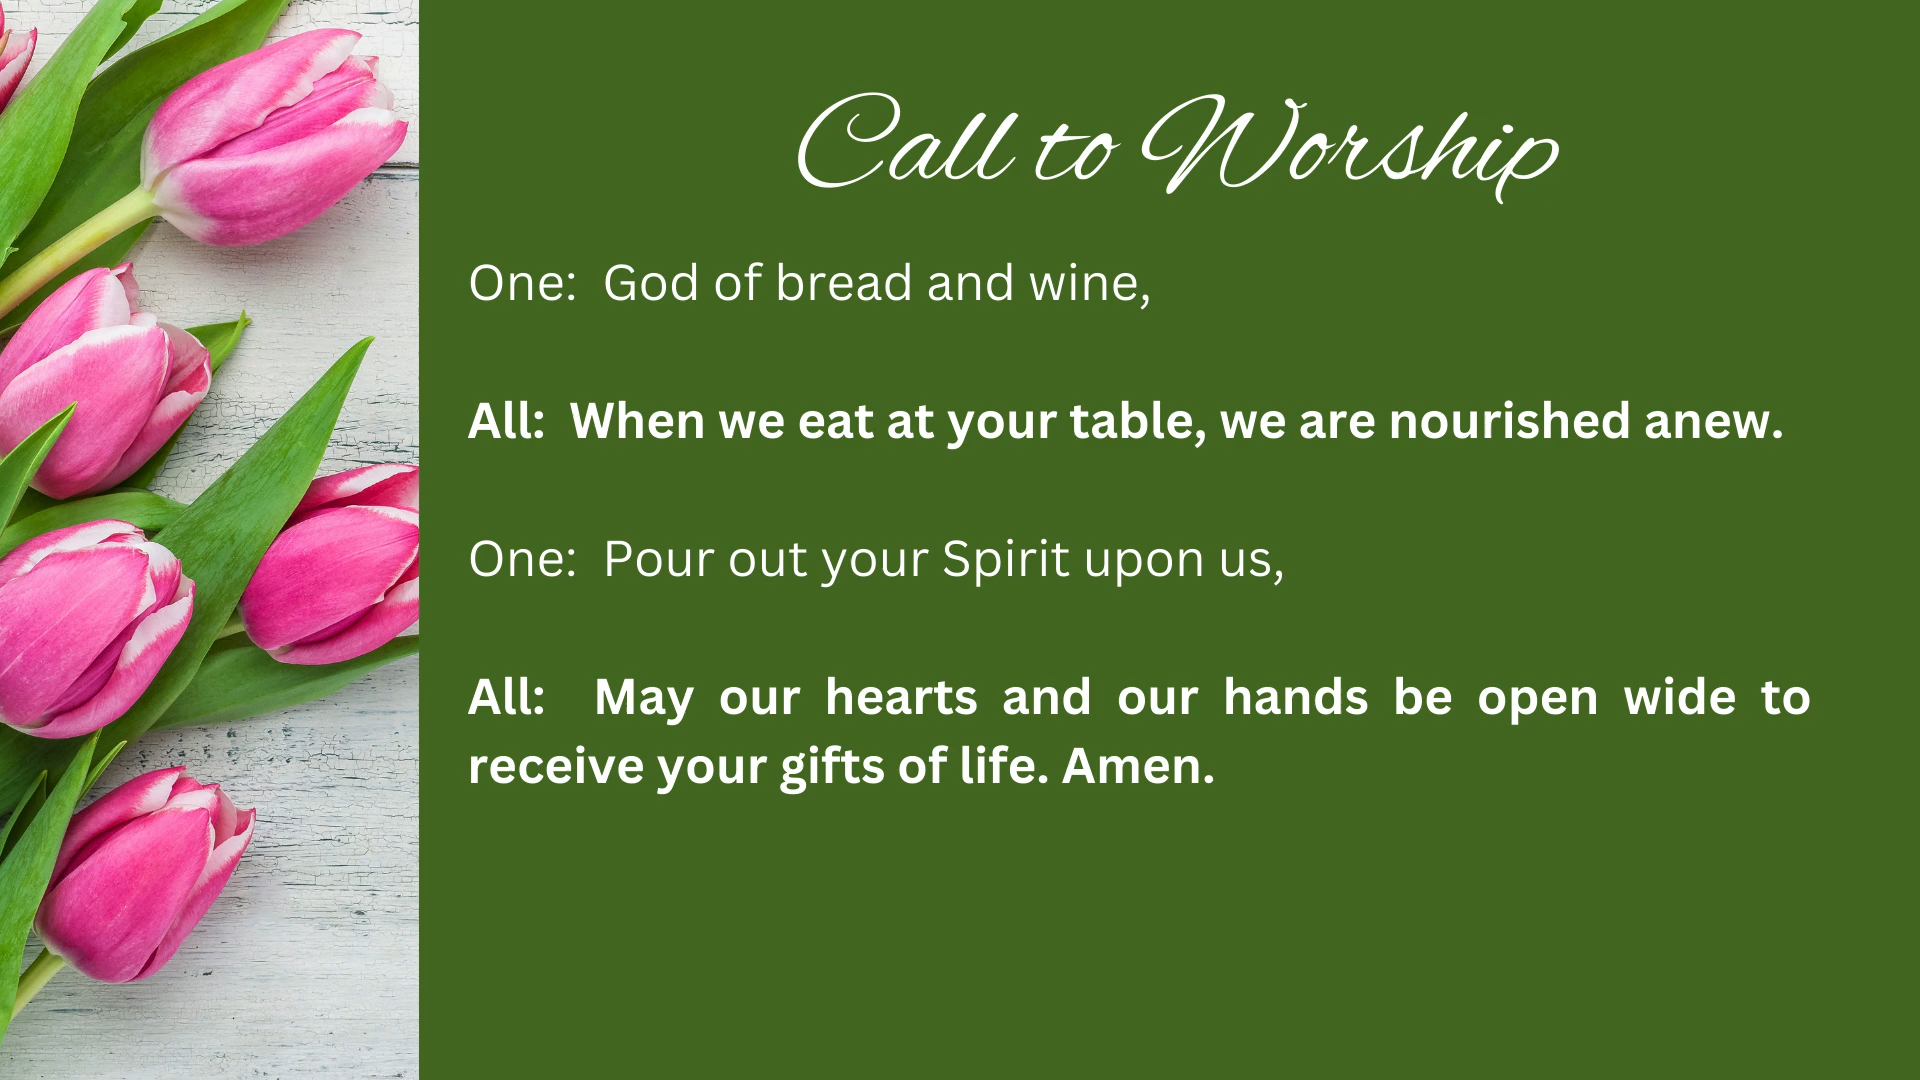 Call to Worship
One: God of bread and wine,
All: When we eat at your table, we are nourished anew.
One: Pour out your Spirit upon us,
All: May our hearts and our hands be open wide to
receive your gifts of life. Amen.